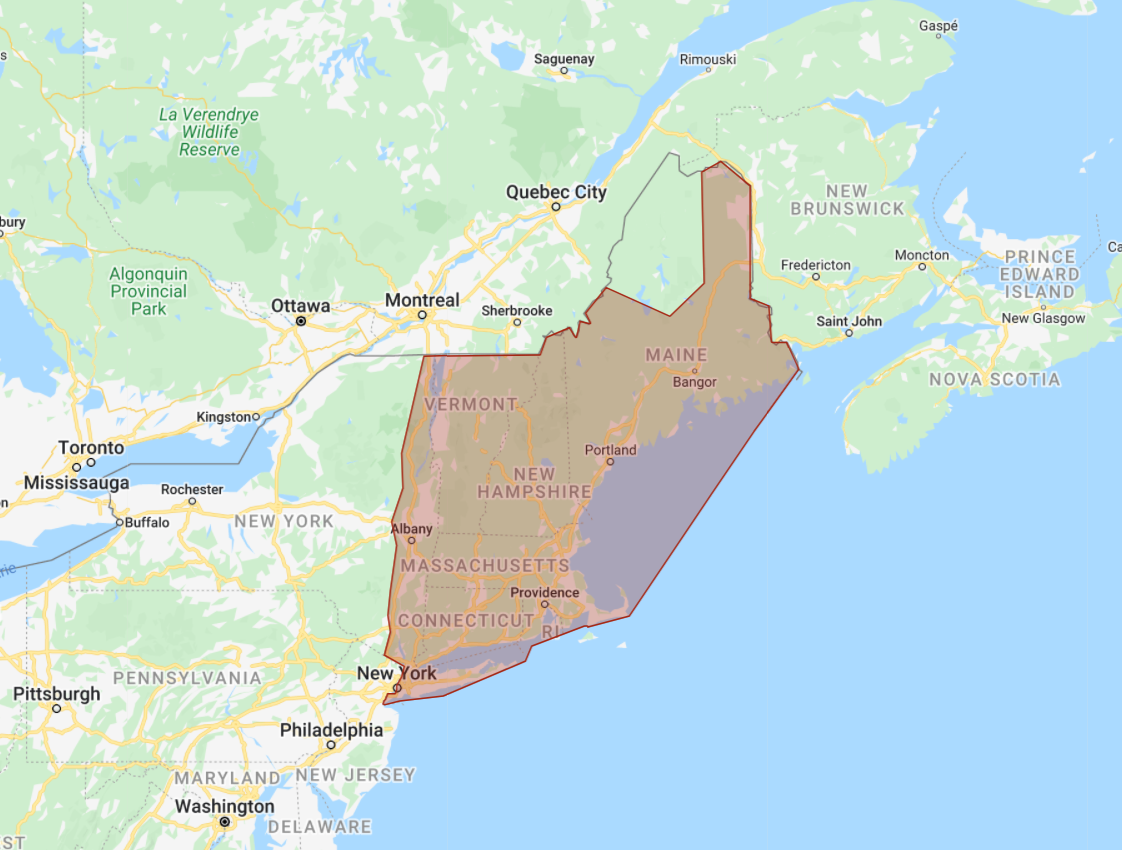 Gaspé
Saguenay
Rimouski
La Verendrye
Wildlife
Reserve
Quebec City
NEW
BRUNSWICK
bury
Moncton
Fredericton
PRINCE
EDWARD
ISLAND
Algonquin
Provincial
Park
Ottawa
Montreal
Sherbrooke
Saint John
New Glasgow
MAINE
Bangor
NOVA SCOTIA
VERMONT
Kingston
Toronto
Mississauga
Portland
NEW
HAMPSHIRE
Rochester
Buffalo
NEW YORK
Albany
MASSACHUSETTS
Providence
CONNECTICUT
RI
New York
PENNSYLVANIA
Pittsburgh
Philadelphia
MARYLAND
NEW JERSEY
Washington
DELAWARE